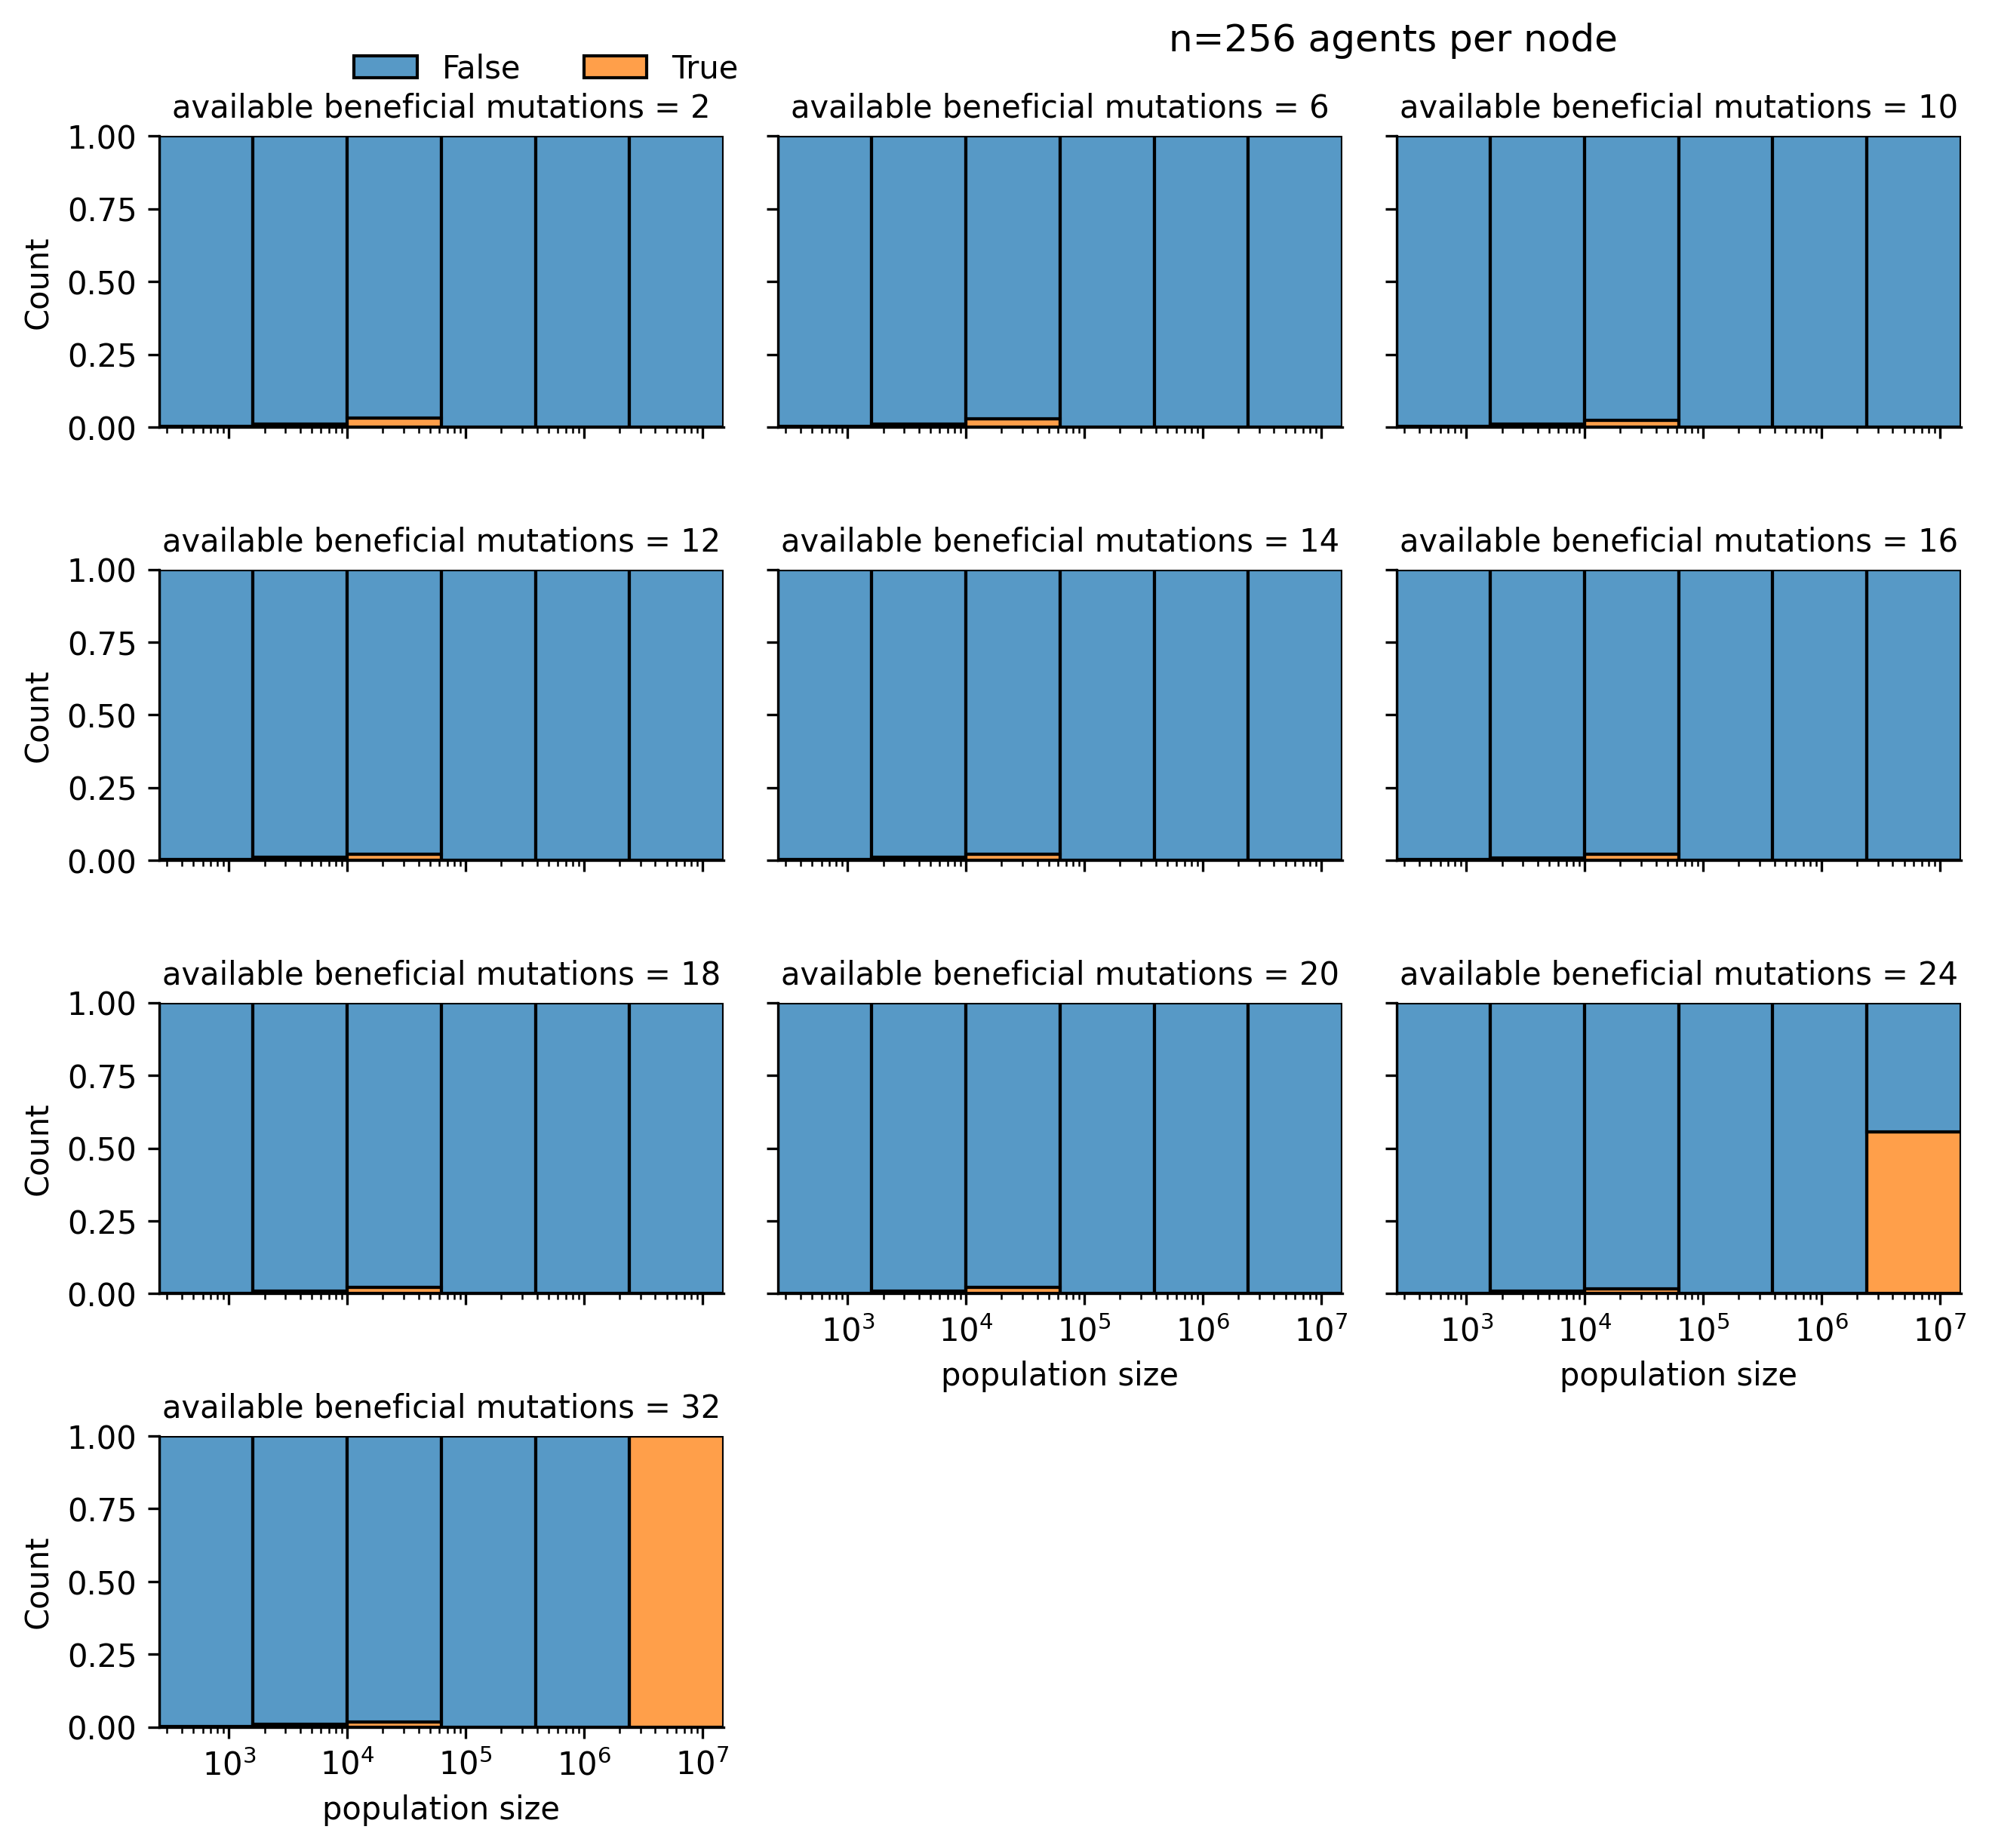 n=256 agents per node
False True
available beneficial mutations = 2
available beneficial mutations = 6
available beneficial mutations = 10
1.00
0.75
0.50
0.25
0.00
Count
available beneficial mutations = 12
available beneficial mutations = 14
available beneficial mutations = 16
1.00
0.75
0.50
0.25
0.00
Count
available beneficial mutations = 18
available beneficial mutations = 20
available beneficial mutations = 24
1.00
0.75
0.50
0.25
0.00
Count
10³ 10⁴ 10⁵ 10⁶ 10⁷
population size
10³ 10⁴ 10⁵ 10⁶ 10⁷
population size
available beneficial mutations = 32
1.00
0.75
0.50
0.25
0.00
Count
10³ 10⁴ 10⁵ 10⁶ 10⁷
population size